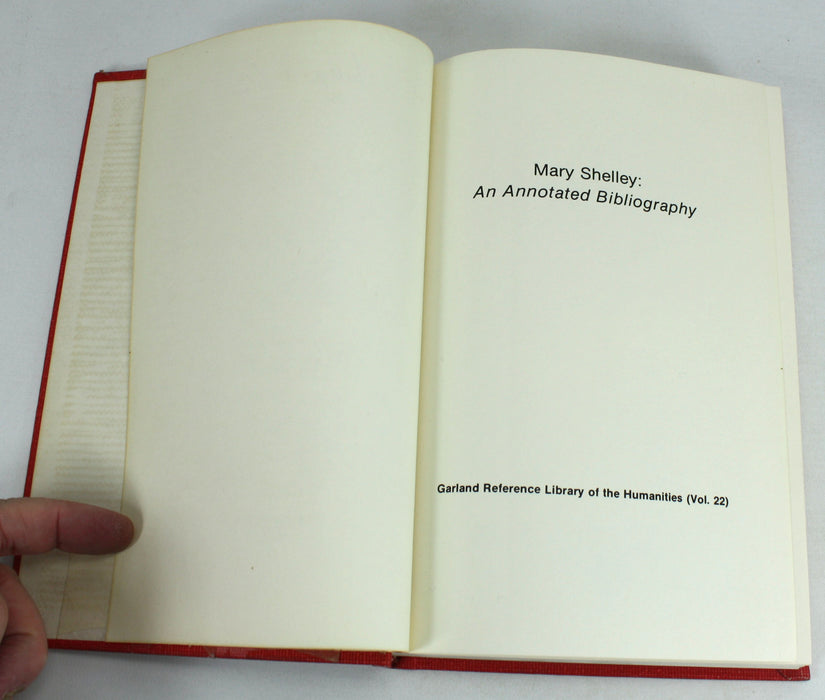 Mary Shelley:
An Annotated Bibliography
Garland Reference Library of the Humanities (Vol. 22)